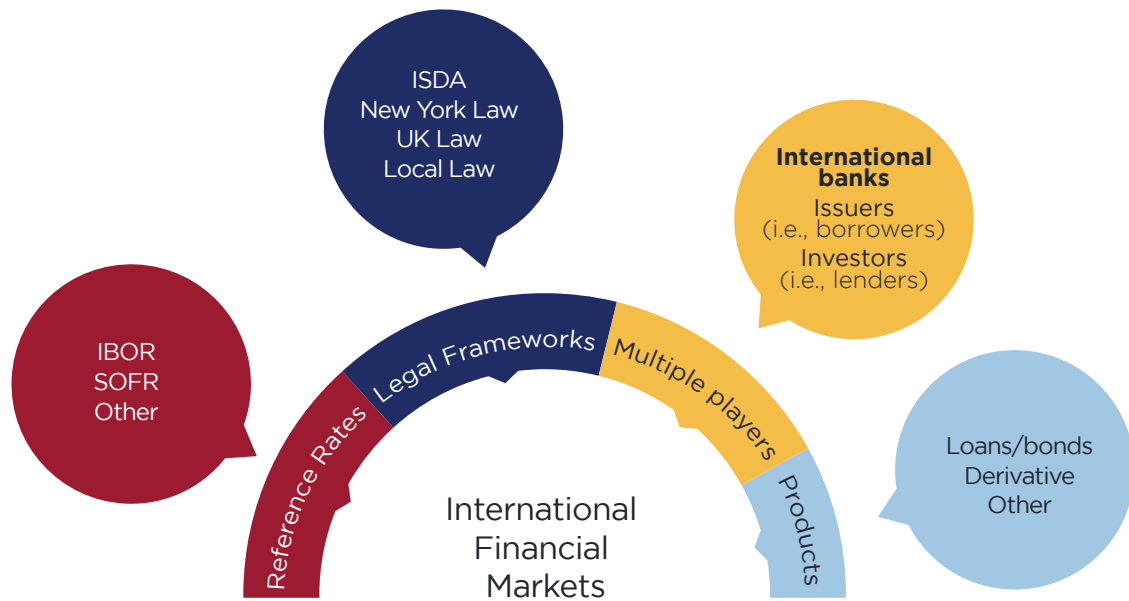 ISDA
New York Law
UK Law
Local Law
International
banks
Issuers
(i.e., borrowers)
Investors
(i.e., lenders)
IBOR
SOFR
Other
Loans/bonds
Derivative
Other
Reference Rates
Legal Frameworks
Multiple players
Products
International
Financial
Markets